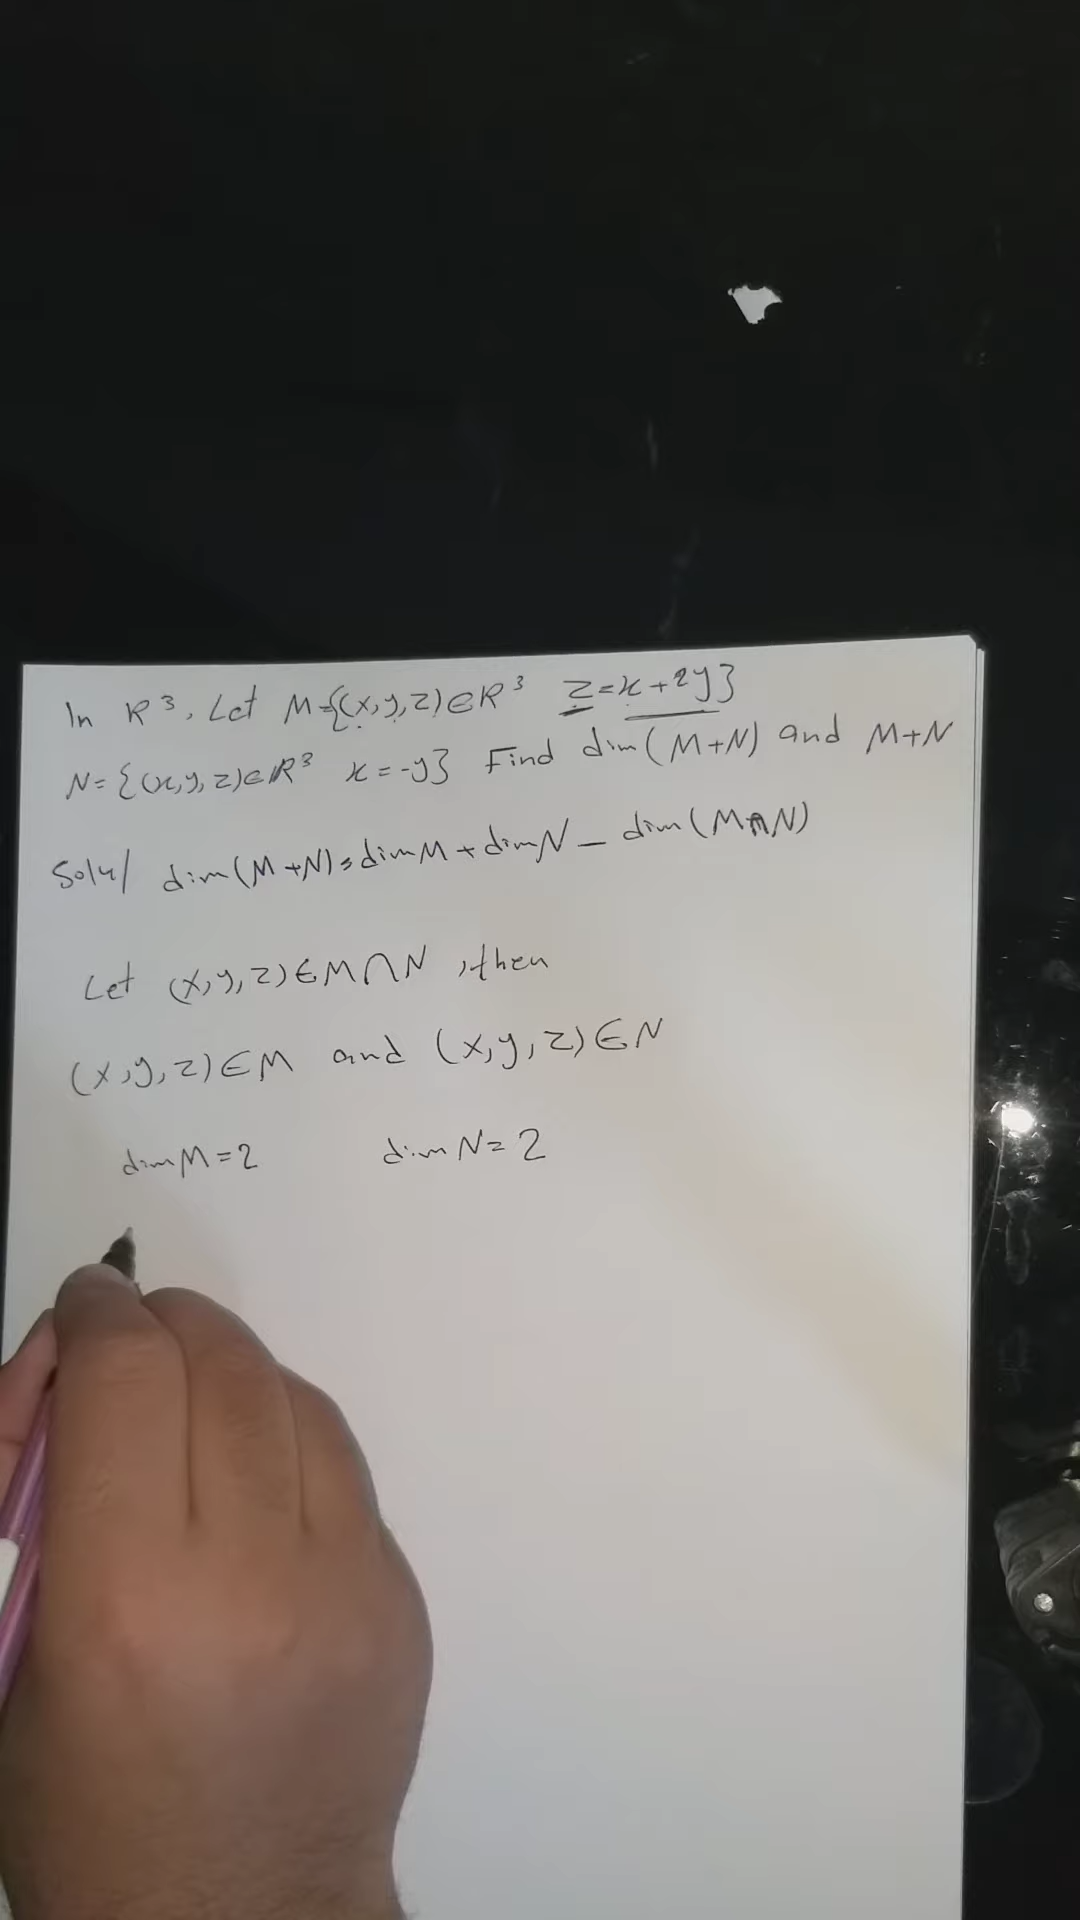 In R³, Let M={(x,y,z)∈R³ z=x+2y}
N={(x,y,z)∈R³ x=-y} Find dim(M+N) and M+N
Solu/ dim(M+N)=dimM+dimN-dim(M∩N)
Let (x,y,z)∈M∩N, then
(x,y,z)∈M and (x,y,z)∈N
dimM=2 dimN=2